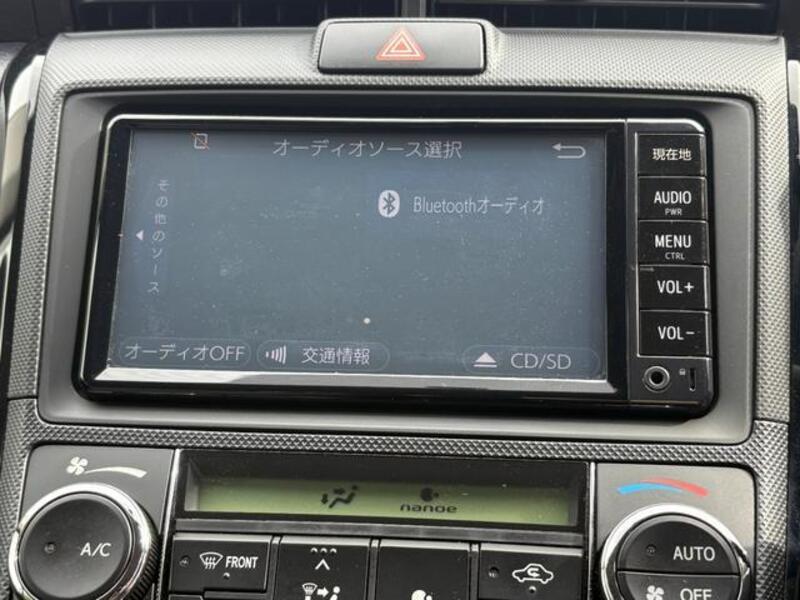 オーディオソース選択
その他のソース
Bluetoothオーディオ
オーディオOFF
交通情報
CD/SD
現在地
AUDIO
PWR
MENU
CTRL
VOL+
VOL-
nanoe
A/C
FRONT
AUTO
OFF